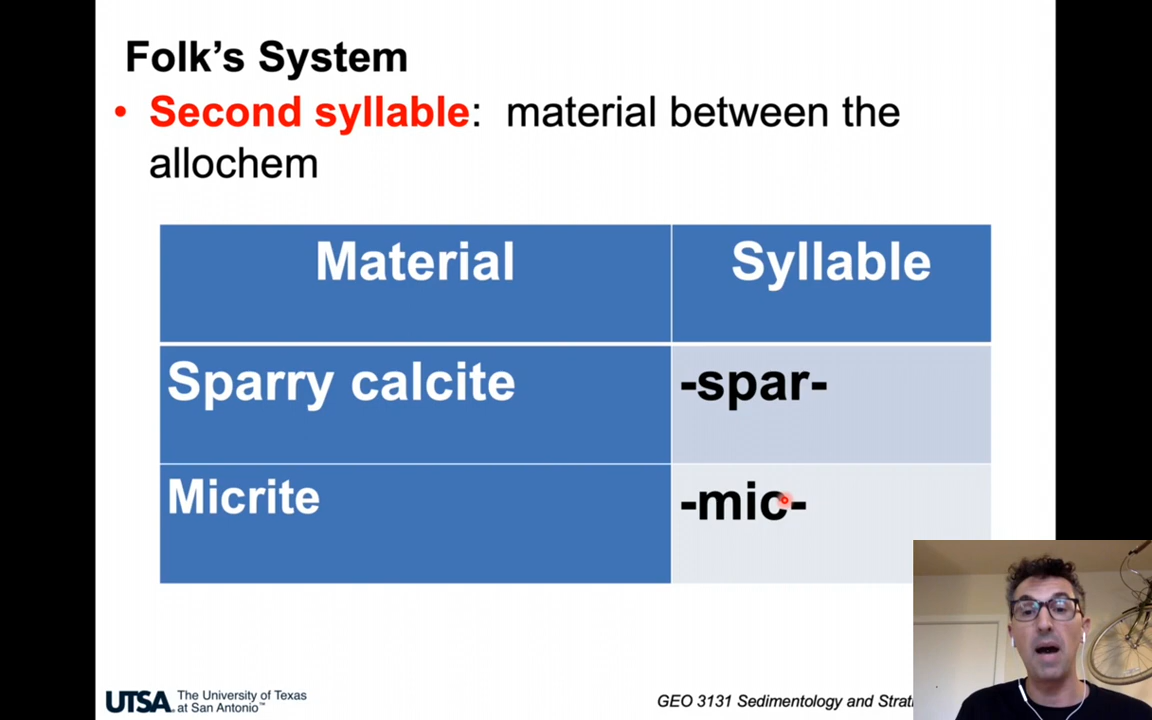 Folk's System
• Second syllable: material between the
allochem
Material Syllable
Sparry calcite -spar-
Micrite -mic-
UTSA. The University of Texas
at San Antonio™
GEO 3131 Sedimentology and